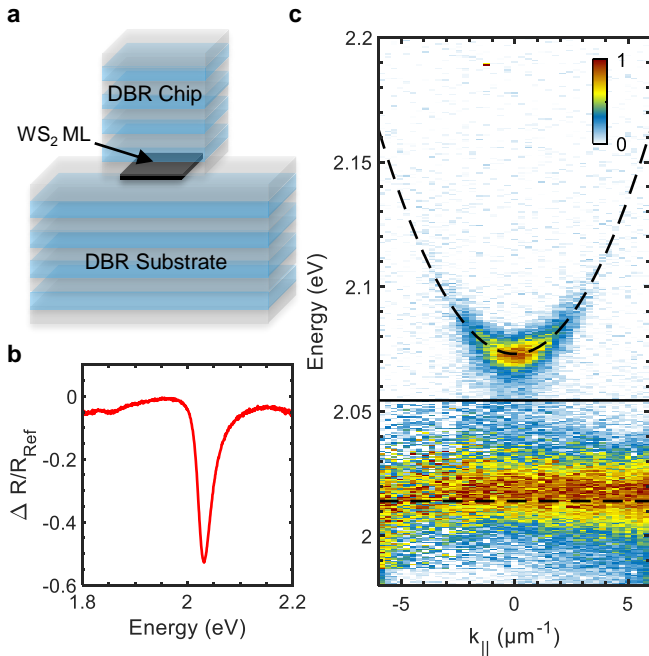 a
DBR Chip
WS₂ ML
DBR Substrate
b
0
-0.2
-0.4
-0.6
1.8
2
2.2
Δ R/R_Ref
Energy (eV)
c
2.2
2.15
2.1
2.05
2
Energy (eV)
1
0
-5
0
5
k_|| (µm⁻¹)